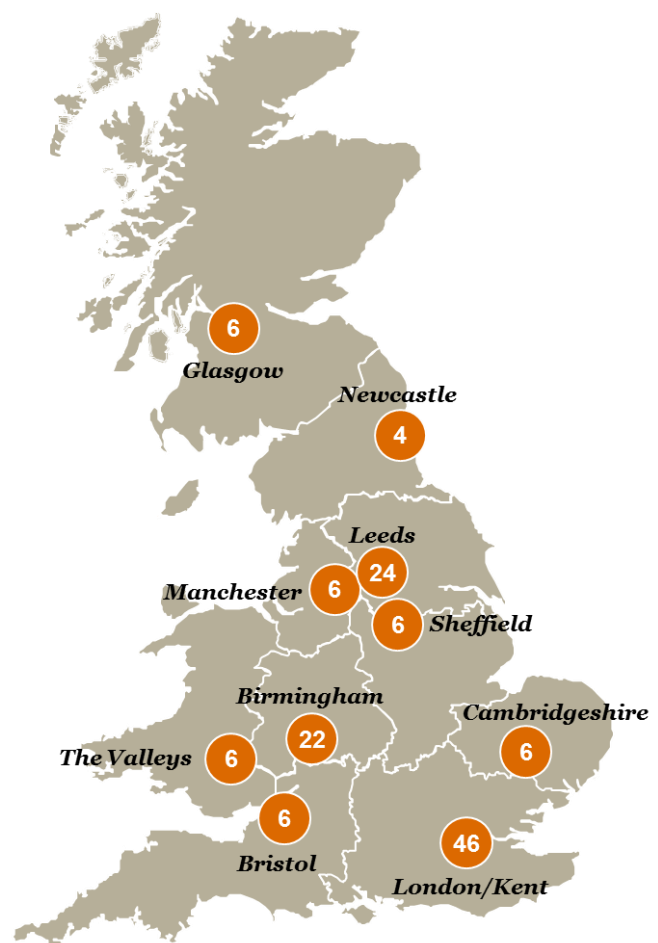 6
Glasgow
Newcastle
4
Leeds
24
Manchester
6
6
Sheffield
Birmingham
22
Cambridgeshire
6
The Valleys
6
6
Bristol
46
London/Kent